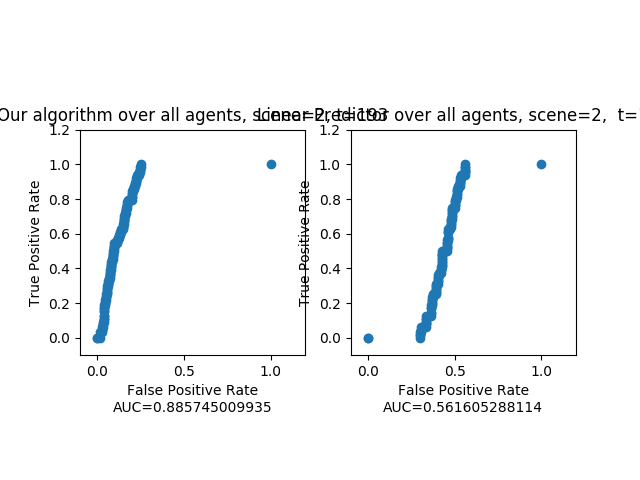 Our algorithm over all agents, scene=2, t=193
Linear Predictor over all agents, scene=2, t=
True Positive Rate
1.2
1.0
0.8
0.6
0.4
0.2
0.0
0.0 0.5 1.0
False Positive Rate
AUC=0.885745009935
True Positive Rate
1.2
1.0
0.8
0.6
0.4
0.2
0.0
0.0 0.5 1.0
False Positive Rate
AUC=0.561605288114